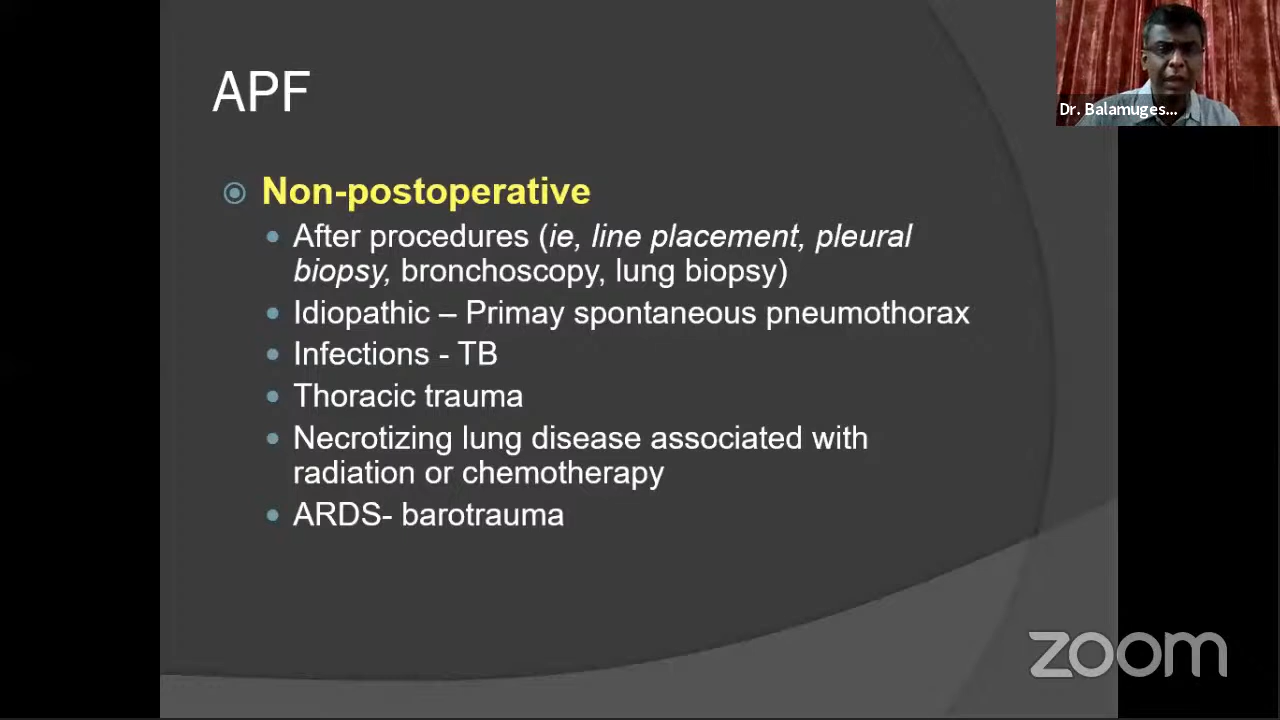 APF
Non-postoperative
After procedures (ie, line placement, pleural
biopsy, bronchoscopy, lung biopsy)
Idiopathic – Primay spontaneous pneumothorax
Infections - TB
Thoracic trauma
Necrotizing lung disease associated with
radiation or chemotherapy
ARDS- barotrauma
Dr. Balamuges...
zoom